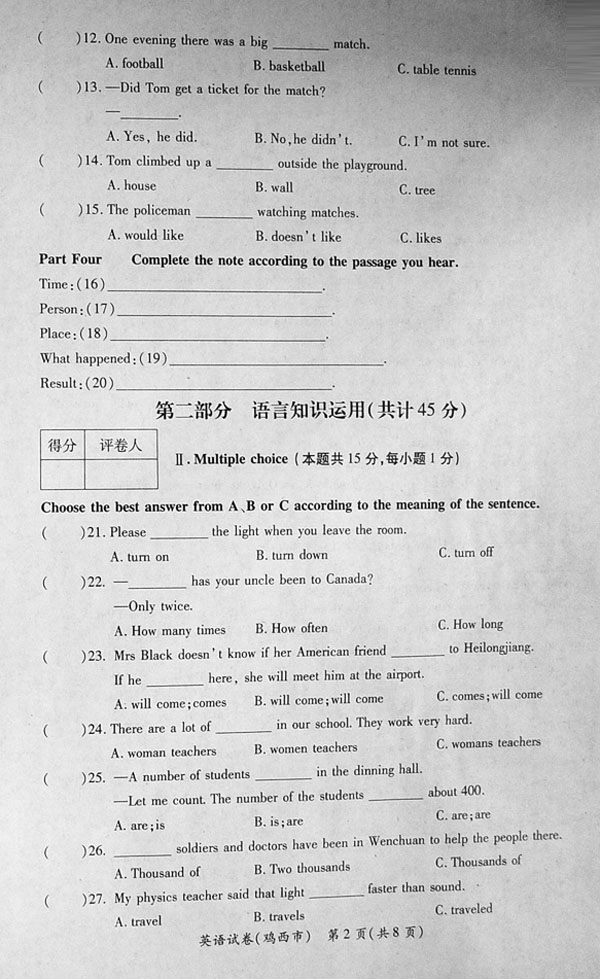 (    )12. One evening there was a big ________ match.
A. football    B. basketball    C. table tennis
(    )13. —Did Tom get a ticket for the match?
—________.
A. Yes, he did.    B. No, he didn't.    C. I'm not sure.
(    )14. Tom climbed up a ________ outside the playground.
A. house    B. wall    C. tree
(    )15. The policeman ________ watching matches.
A. would like    B. doesn't like    C. likes
Part Four    Complete the note according to the passage you hear.
Time:(16)______________________________.
Person:(17)______________________________.
Place:(18)______________________________.
What happened:(19)______________________________.
Result:(20)______________________________.
第二部分 语言知识运用(共计45分)
得分 评卷人
Ⅱ. Multiple choice (本题共15分,每小题1分)
Choose the best answer from A、B or C according to the meaning of the sentence.
(    )21. Please ________ the light when you leave the room.
A. turn on    B. turn down    C. turn off
(    )22. —________ has your uncle been to Canada?
—Only twice.
A. How many times    B. How often    C. How long
(    )23. Mrs Black doesn't know if her American friend ________ to Heilongjiang.
If he ________ here, she will meet him at the airport.
A. will come;comes    B. will come;will come    C. comes;will come
(    )24. There are a lot of ________ in our school. They work very hard.
A. woman teachers    B. women teachers    C. womans teachers
(    )25. —A number of students ________ in the dinning hall.
—Let me count. The number of the students ________ about 400.
A. are;is    B. is;are    C. are;are
(    )26. ________ soldiers and doctors have been in Wenchuan to help the people there.
A. Thousand of    B. Two thousands    C. Thousands of
(    )27. My physics teacher said that light ________ faster than sound.
A. travel    B. travels    C. traveled
英语试卷(鸡西市) 第2页(共8页)